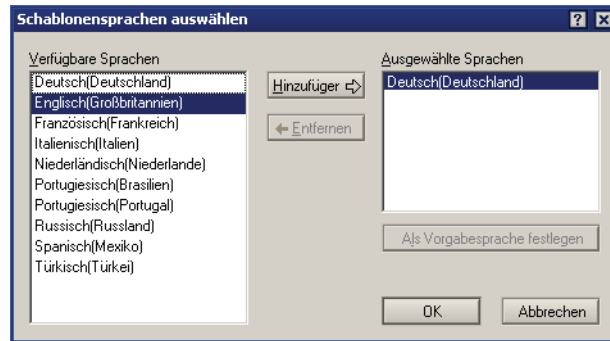 Schablonensprachen auswählen
Verfügbare Sprachen
Deutsch(Deutschland)
Englisch(Großbritannien)
Französisch(Frankreich)
Italienisch(Italien)
Niederländisch(Niederlande)
Portugiesisch(Brasilien)
Portugiesisch(Portugal)
Russisch(Russland)
Spanisch(Mexiko)
Türkisch(Türkei)
Hinzufüger
Entfernen
Ausgewählte Sprachen
Deutsch(Deutschland)
Als Vorgabesprache festlegen
OK
Abbrechen